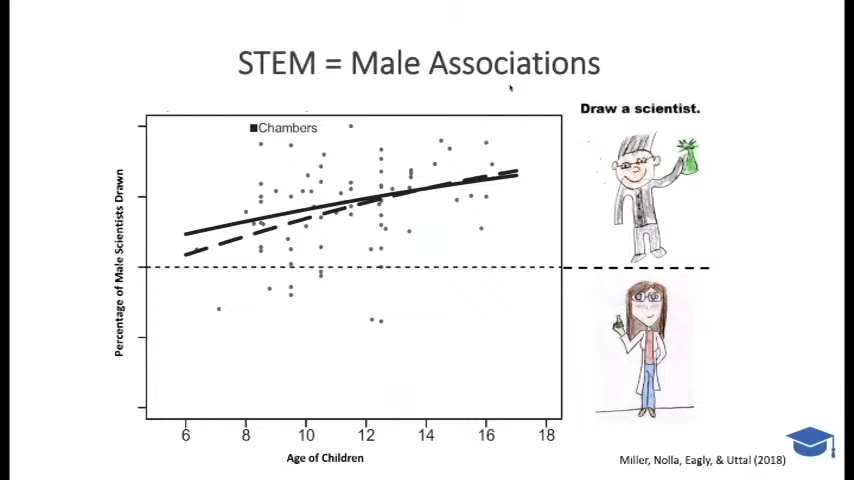 STEM = Male Associations
Draw a scientist.
Chambers
Percentage of Male Scientists Drawn
6 8 10 12 14 16 18
Age of Children
Miller, Nolla, Eagly, & Uttal (2018)